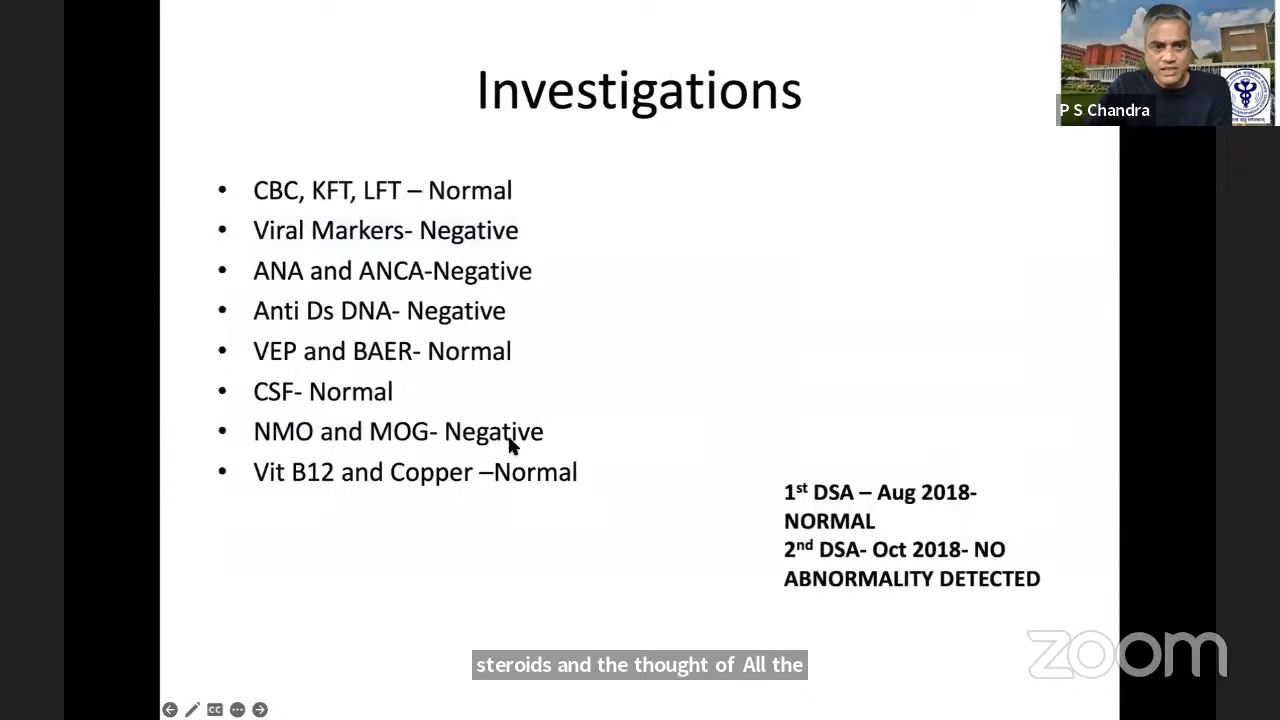 Investigations
P S Chandra
• CBC, KFT, LFT – Normal
• Viral Markers- Negative
• ANA and ANCA-Negative
• Anti Ds DNA- Negative
• VEP and BAER- Normal
• CSF- Normal
• NMO and MOG- Negative
• Vit B12 and Copper –Normal
1st DSA – Aug 2018-
NORMAL
2nd DSA- Oct 2018- NO
ABNORMALITY DETECTED
steroids and the thought of All the
zoom
CC